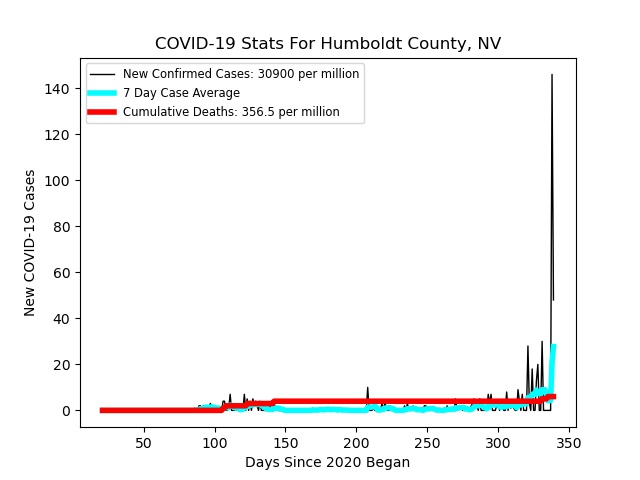 COVID-19 Stats For Humboldt County, NV
New Confirmed Cases: 30900 per million
7 Day Case Average
Cumulative Deaths: 356.5 per million
New COVID-19 Cases
140
120
100
80
60
40
20
0
50
100
150
200
250
300
350
Days Since 2020 Began